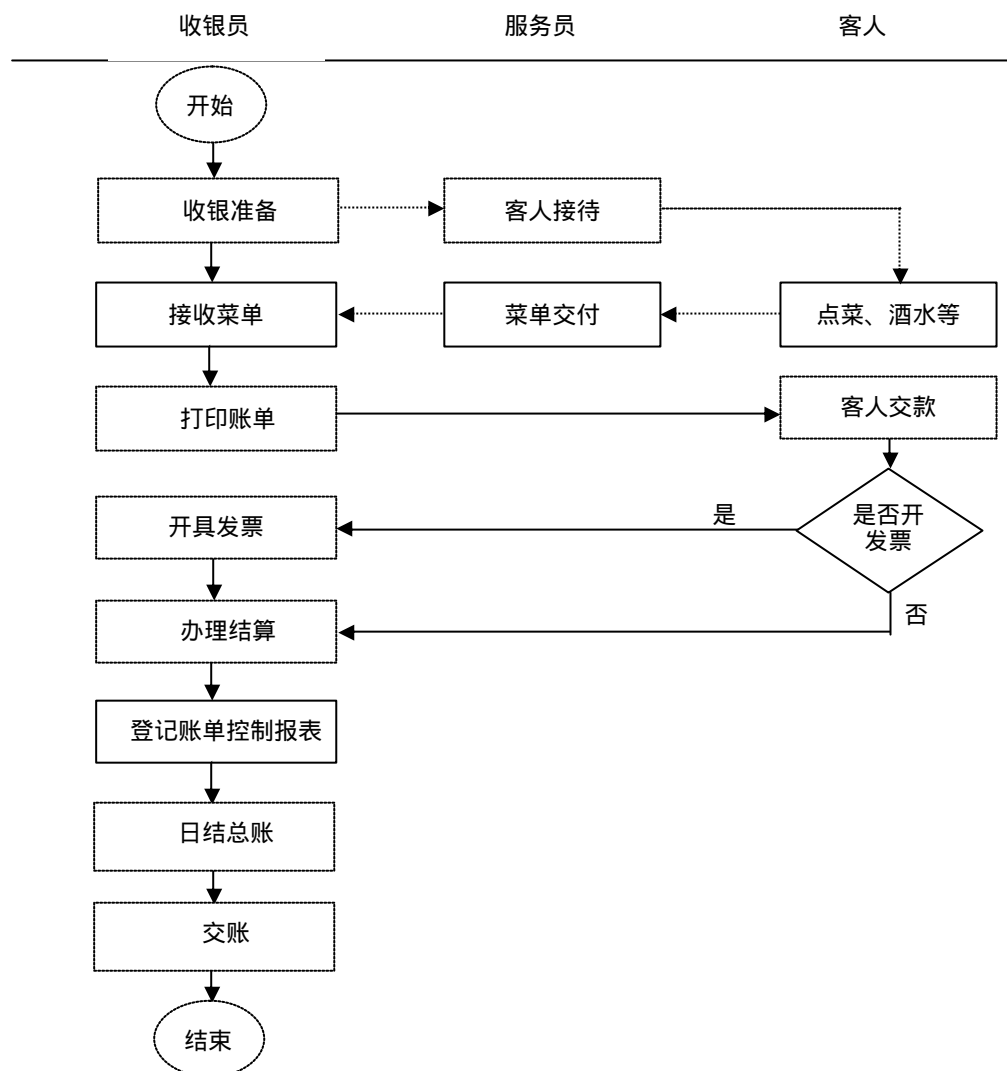 收银员 服务员 客人
开始
收银准备 客人接待
接收菜单 菜单交付 点菜、酒水等
打印账单 客人交款
开具发票 是 是否开
发票
办理结算 否
登记账单控制报表
日结总账
交账
结束